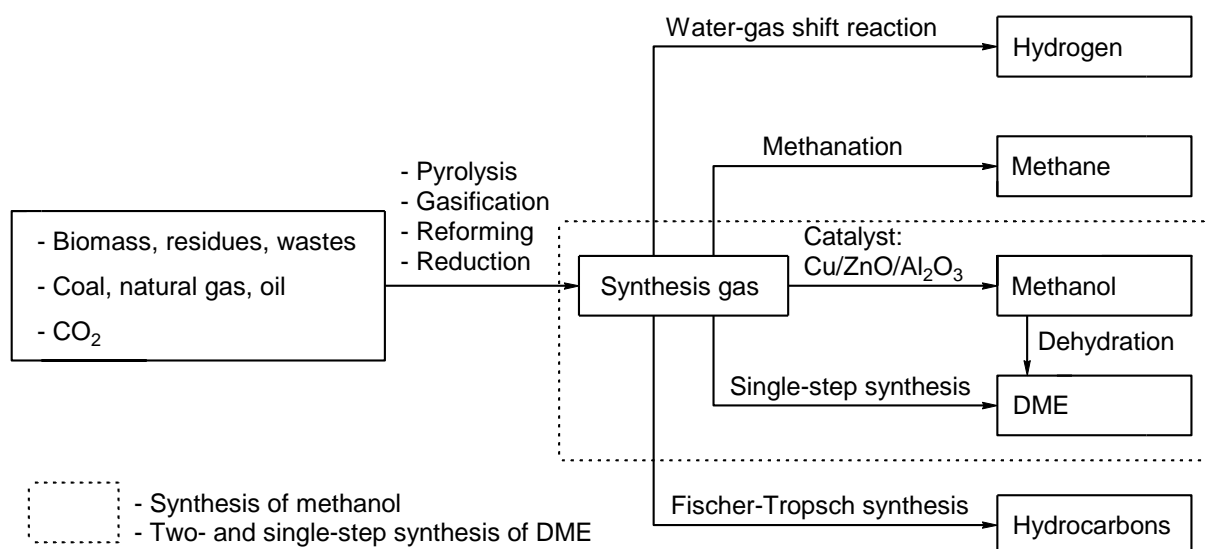 Water-gas shift reaction
Hydrogen
Methanation
Methane
- Pyrolysis
- Gasification
- Reforming
- Reduction
- Biomass, residues, wastes
- Coal, natural gas, oil
- CO₂
Synthesis gas
Catalyst:
Cu/ZnO/Al₂O₃
Methanol
Dehydration
Single-step synthesis
DME
Fischer-Tropsch synthesis
Hydrocarbons
- Synthesis of methanol
- Two- and single-step synthesis of DME